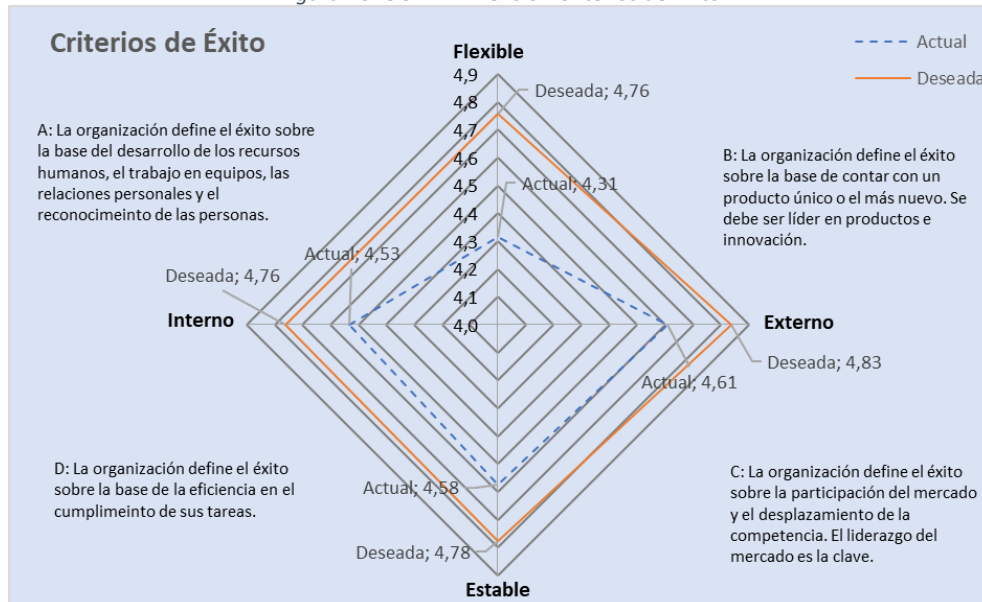 Criterios de Éxito
Flexible
Actual
Deseada
4,9
4,8
4,7
4,6
4,5
4,4
4,3
4,2
4,1
4,0
Deseada; 4,76
Actual; 4,31
A: La organización define el éxito sobre
la base del desarrollo de los recursos
humanos, el trabajo en equipos, las
relaciones personales y el
reconocimeinto de las personas.
B: La organización define el éxito
sobre la base de contar con un
producto único o el más nuevo. Se
debe ser líder en productos e
innovación.
Actual; 4,53
Deseada; 4,76
Interno
Externo
Deseada; 4,83
Actual; 4,61
D: La organización define el éxito
sobre la base de la eficiencia en el
cumplimeinto de sus tareas.
C: La organización define el éxito
sobre la participación del mercado
y el desplazamiento de la
competencia. El liderazgo del
mercado es la clave.
Actual; 4,58
Deseada; 4,78
Estable